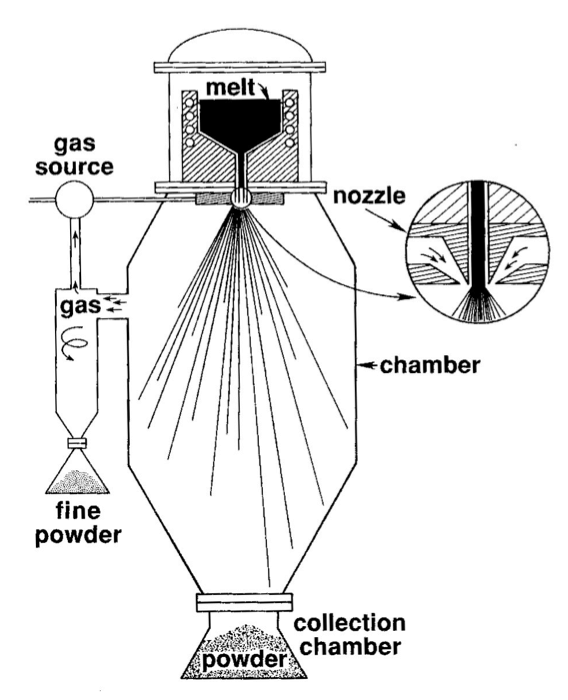 melt
gas
source
nozzle
gas
chamber
fine
powder
collection
chamber
powder